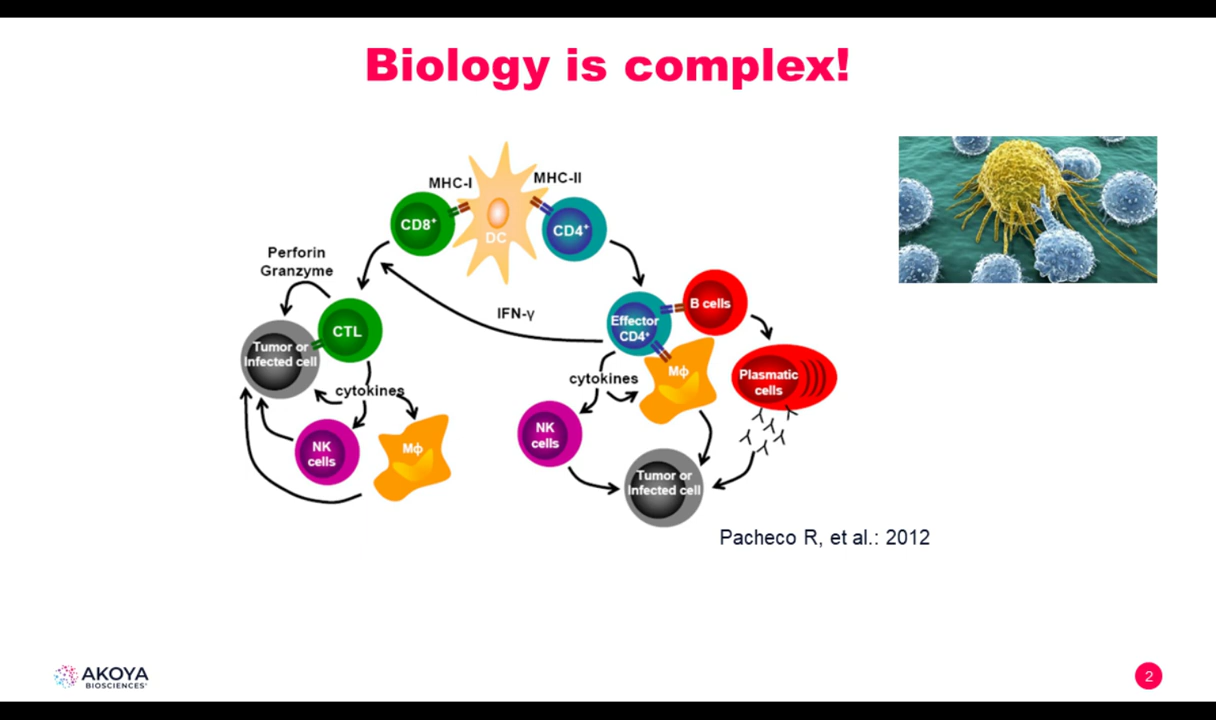 Biology is complex!
MHC-I
MHC-II
CD8+
DC
CD4+
Perforin
Granzyme
IFN-γ
B cells
Effector
CD4+
CTL
Tumor or
Infected cell
cytokines
cytokines
Mϕ
Plasmatic
cells
NK
cells
Mϕ
NK
cells
Tumor or
Infected cell
Pacheco R, et al.: 2012
AKOYA
BIOSCIENCES®
2